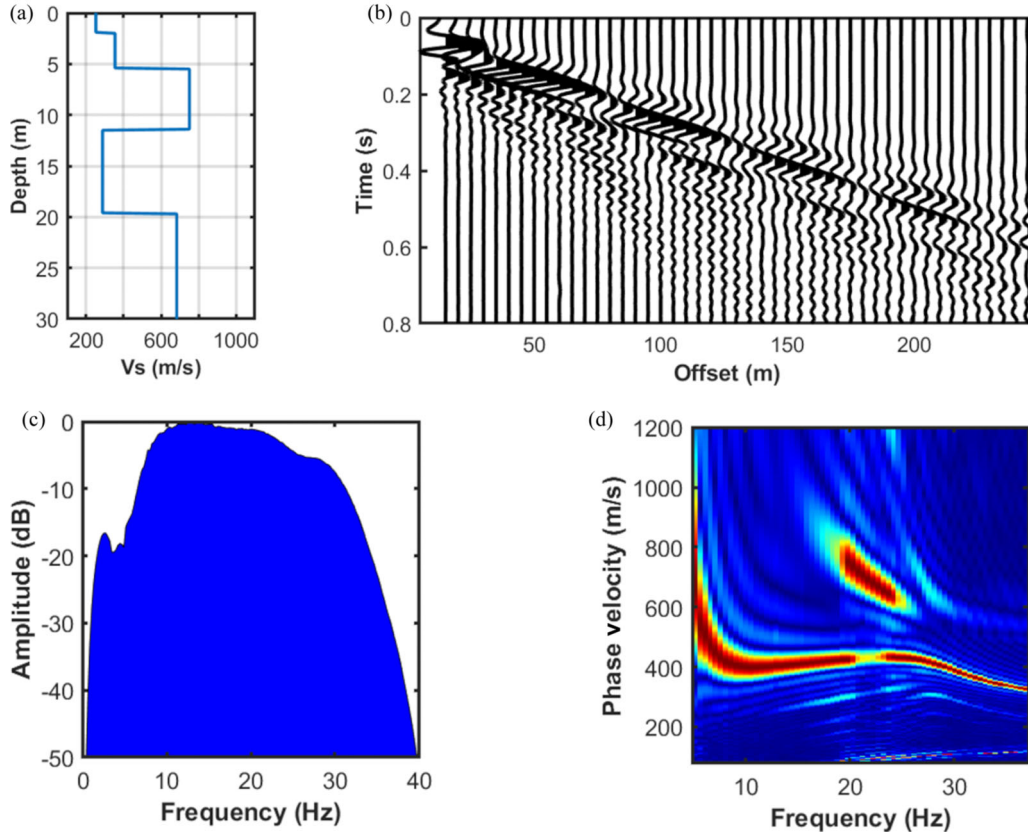 (a)
0
5
10
15
20
25
30
Depth (m)
200 600 1000
Vs (m/s)
(b)
0
0.2
0.4
0.6
0.8
Time (s)
50 100 150 200
Offset (m)
(c)
0
-10
-20
-30
-40
-50
Amplitude (dB)
0 10 20 30 40
Frequency (Hz)
(d)
1200
1000
800
600
400
200
Phase velocity (m/s)
10 20 30
Frequency (Hz)